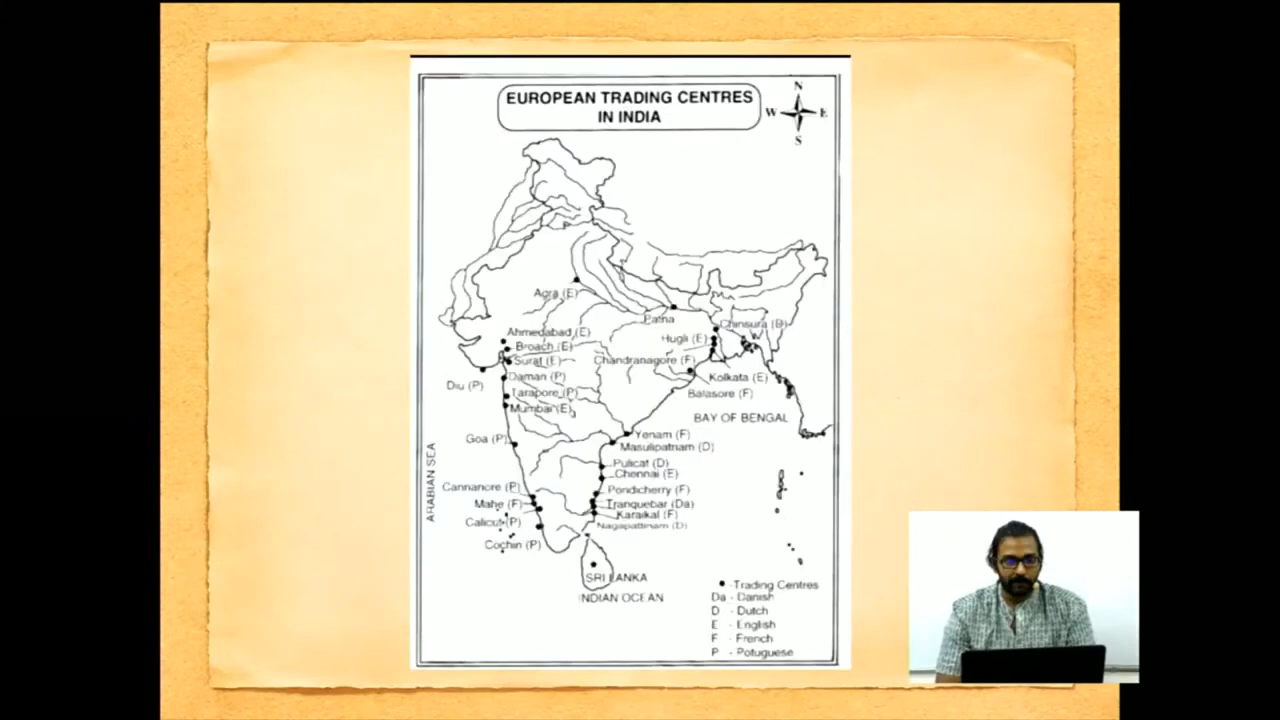 EUROPEAN TRADING CENTRES
IN INDIA
N
W E
S
Agra (E)
Patna
Ahmedabad (E)
Chinsura (D)
Broach (E)
Hugli (E)
Surat (E)
Chandranagore (F)
Daman (P)
Kolkata (E)
Diu (P)
Tarapore (P)
Balasore (F)
Mumbai (E)
BAY OF BENGAL
Goa (P)
Yenam (F)
Masulipatnam (D)
ARABIAN SEA
Pulicat (D)
Chennai (E)
Cannanore (P)
Pondicherry (F)
Mahe (F)
Tranquebar (Da)
Karaikal (F)
Calicut (P)
Nagapattinam (D)
Cochin (P)
SRI LANKA
INDIAN OCEAN
-Trading Centres
Da - Danish
D - Dutch
E - English
F - French
P - Potuguese